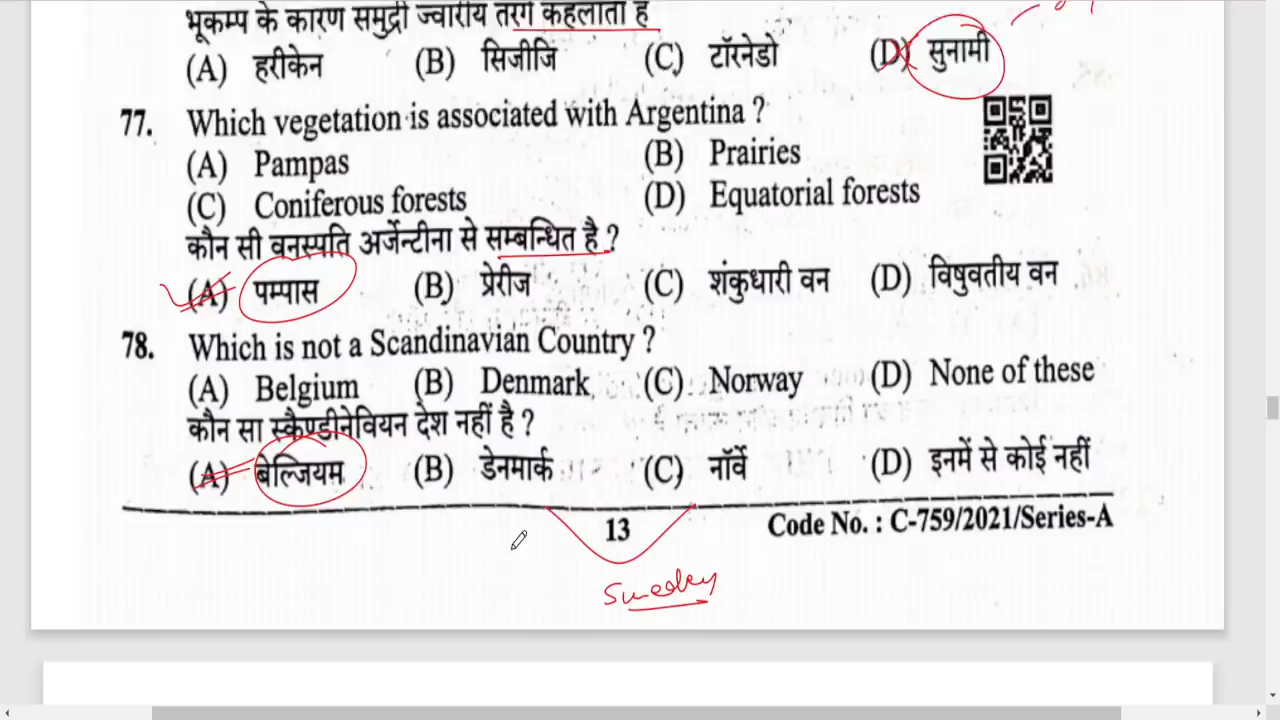 भूकम्प के कारण समुद्री ज्वारीय तरंग कहलाती है
(A) हरीकेन (B) सिजीजि (C) टॉरनेडो (D) सुनामी
77. Which vegetation is associated with Argentina ?
(A) Pampas (B) Prairies
(C) Coniferous forests (D) Equatorial forests
कौन सी वनस्पति अर्जेन्टीना से सम्बन्धित है ?
(A) पम्पास (B) प्रेरीज (C) शंकुधारी वन (D) विषुवतीय वन
78. Which is not a Scandinavian Country ?
(A) Belgium (B) Denmark (C) Norway (D) None of these
कौन सा स्कैण्डीनेवियन देश नहीं है ?
(A) बेल्जियम (B) डेनमार्क (C) नॉर्वे (D) इनमें से कोई नहीं
13 Code No. : C-759/2021/Series-A